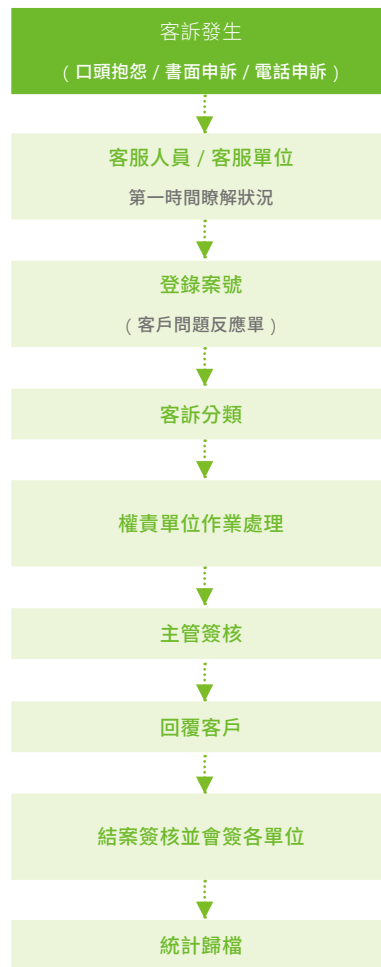 客訴發生
（口頭抱怨 / 書面申訴 / 電話申訴）
客服人員 / 客服單位
第一時間瞭解狀況
登錄案號
（客戶問題反應單）
客訴分類
權責單位作業處理
主管簽核
回覆客戶
結案簽核並會簽各單位
統計歸檔